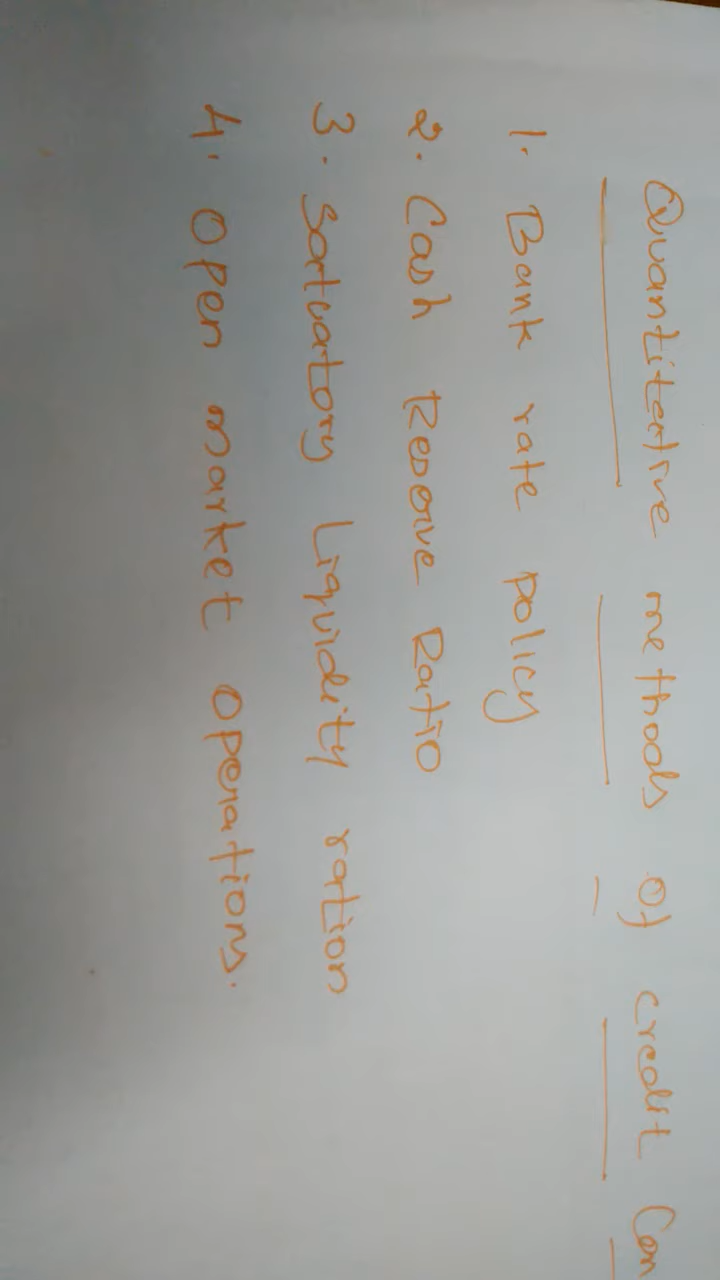 Quantitative methods of credit Con
1. Bank rate policy
2. Cash Reserve Ratio
3. Sartuatory Liquidity ration
4. Open market operations.